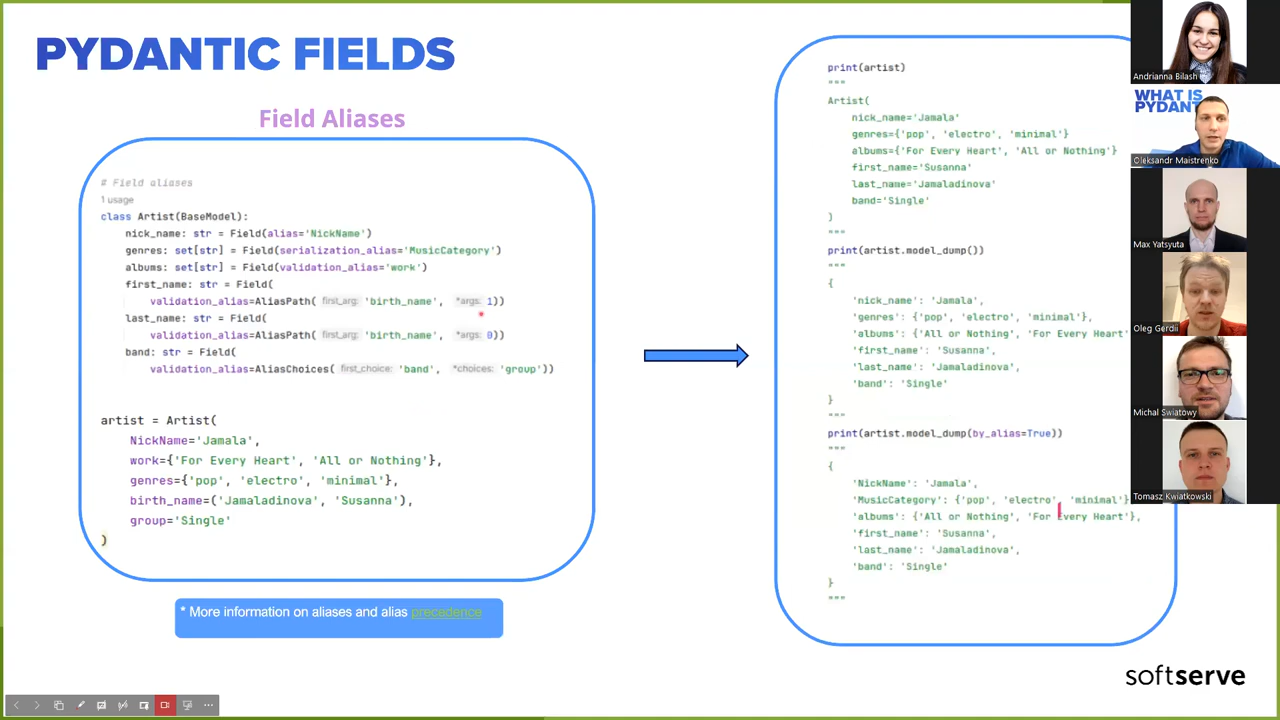 PYDANTIC FIELDS
Field Aliases
# Field aliases
1 usage
class Artist(BaseModel):
nick_name: str = Field(alias='NickName')
genres: set[str] = Field(serialization_alias='MusicCategory')
albums: set[str] = Field(validation_alias='work')
first_name: str = Field(
validation_alias=AliasPath( first_arg: 'birth_name', *args: 1))
last_name: str = Field(
validation_alias=AliasPath( first_arg: 'birth_name', *args: 0))
band: str = Field(
validation_alias=AliasChoices( first_choice: 'band', *choices: 'group'))
artist = Artist(
NickName='Jamala',
work={'For Every Heart', 'All or Nothing'},
genres={'pop', 'electro', 'minimal'},
birth_name=('Jamaladinova', 'Susanna'),
group='Single'
)
* More information on aliases and alias precedence
print(artist)
"""
Artist(
nick_name='Jamala'
genres={'pop', 'electro', 'minimal'}
albums={'For Every Heart', 'All or Nothing'}
first_name='Susanna'
last_name='Jamaladinova'
band='Single'
)
"""
print(artist.model_dump())
"""
{
'nick_name': 'Jamala',
'genres': {'pop', 'electro', 'minimal'},
'albums': {'All or Nothing', 'For Every Heart'
'first_name': 'Susanna',
'last_name': 'Jamaladinova',
'band': 'Single'
}
"""
print(artist.model_dump(by_alias=True))
"""
{
'NickName': 'Jamala',
'MusicCategory': {'pop', 'electro', 'minimal'}
'albums': {'All or Nothing', 'For Every Heart'},
'first_name': 'Susanna',
'last_name': 'Jamaladinova',
'band': 'Single'
}
"""
softserve
Andrianna Bilash
WHAT IS
PYDANT
Oleksandr Maistrenko
Max Yatsyuta
Oleg Gerdii
Michal Swiatowy
Tomasz Kwiatkowski